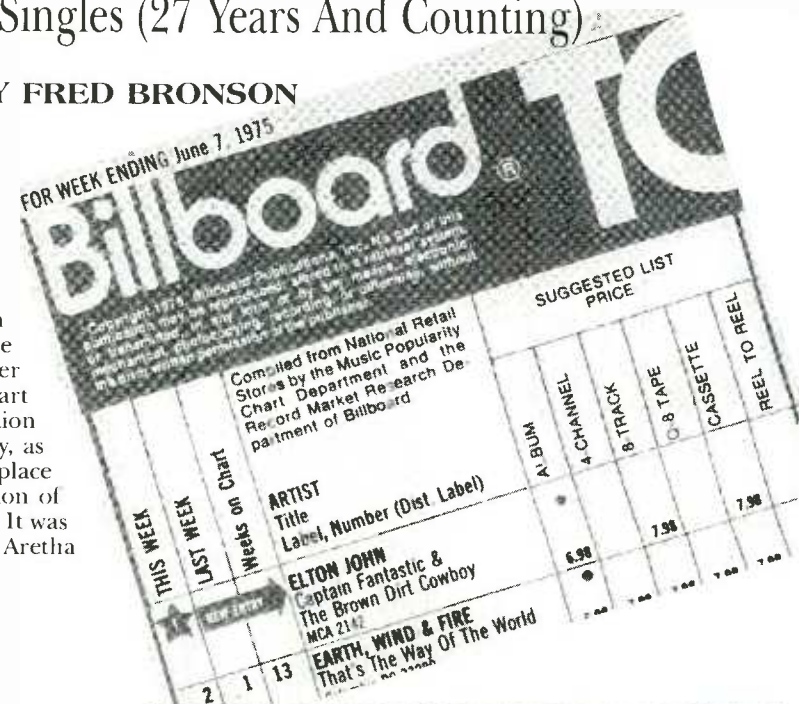 Singles (27 Years And Counting)
Y FRED BRONSON
n
e
er
art
ion
y, as
place
on of
It was
Aretha
FOR WEEK ENDING June 7, 1975
Billboard ® TO
Compiled from National Retail
Stores by the Music Popularity
Chart Department and the
Record Market Research De-
partment of Billboard
SUGGESTED LIST
PRICE
THIS WEEK
LAST WEEK
Weeks on Chart
ARTIST
Title
Label, Number (Dist. Label)
ALBUM
4-CHANNEL
8-TRACK
Q-8 TAPE
CASSETTE
REEL TO REEL
NEW ENTRY
ELTON JOHN
Captain Fantastic &
The Brown Dirt Cowboy
MCA 2142
6.98
7.98
7.98
2 1 13
EARTH, WIND & FIRE
That's The Way Of The World